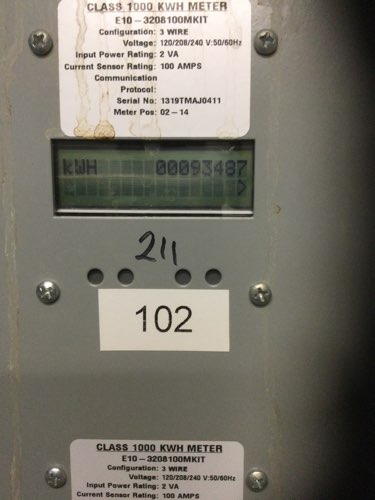 CLASS 1000 KWH METER
E10-3208100MKIT
Configuration: 3 WIRE
Voltage: 120/208/240 V:50/60Hz
Input Power Rating: 2 VA
Current Sensor Rating: 100 AMPS
Communication
Protocol:
Serial No: 1319TMAJ0411
Meter Pos: 02-14
kWH 00093487
>
211
102
CLASS 1000 KWH METER
E10-3208100MKIT
Configuration: 3 WIRE
Voltage: 120/208/240 V:50/60Hz
Input Power Rating: 2 VA
Current Sensor Rating: 100 AMPS